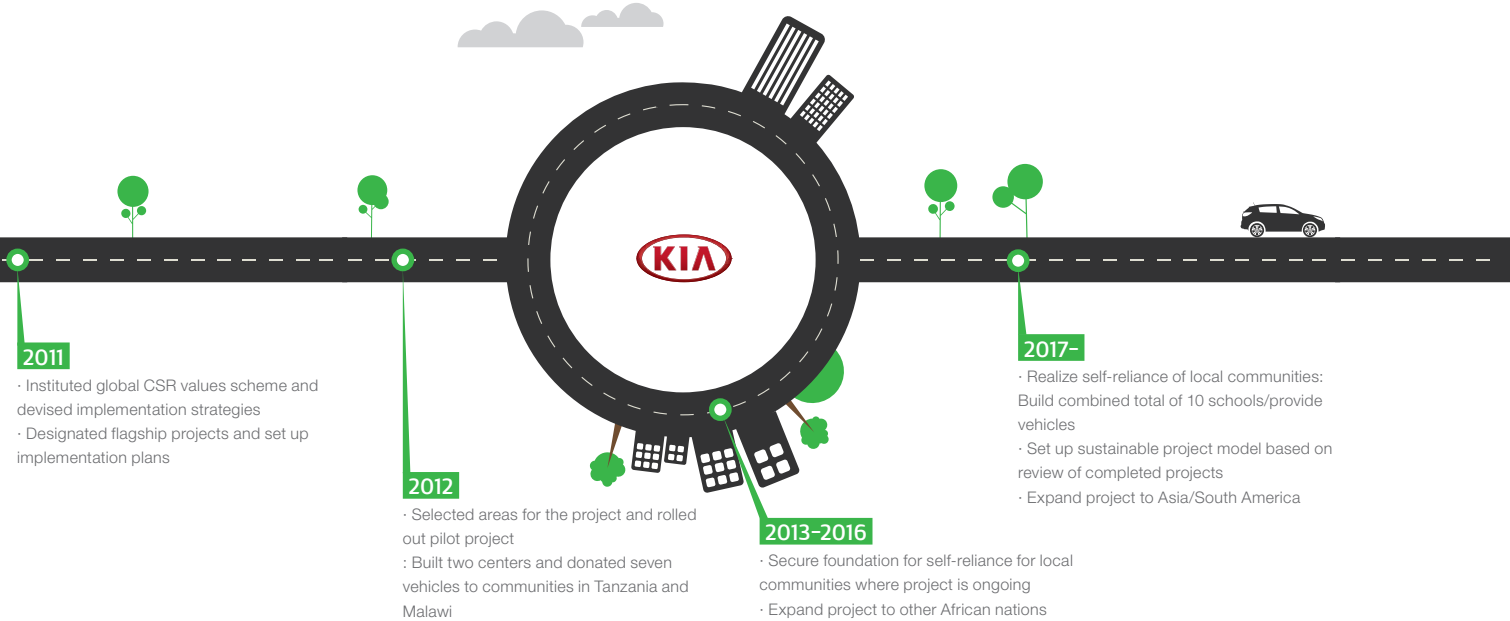 KIA
2011
· Instituted global CSR values scheme and
devised implementation strategies
· Designated flagship projects and set up
implementation plans
2012
· Selected areas for the project and rolled
out pilot project
: Built two centers and donated seven
vehicles to communities in Tanzania and
Malawi
2013-2016
· Secure foundation for self-reliance for local
communities where project is ongoing
· Expand project to other African nations
2017-
· Realize self-reliance of local communities:
Build combined total of 10 schools/provide
vehicles
· Set up sustainable project model based on
review of completed projects
· Expand project to Asia/South America